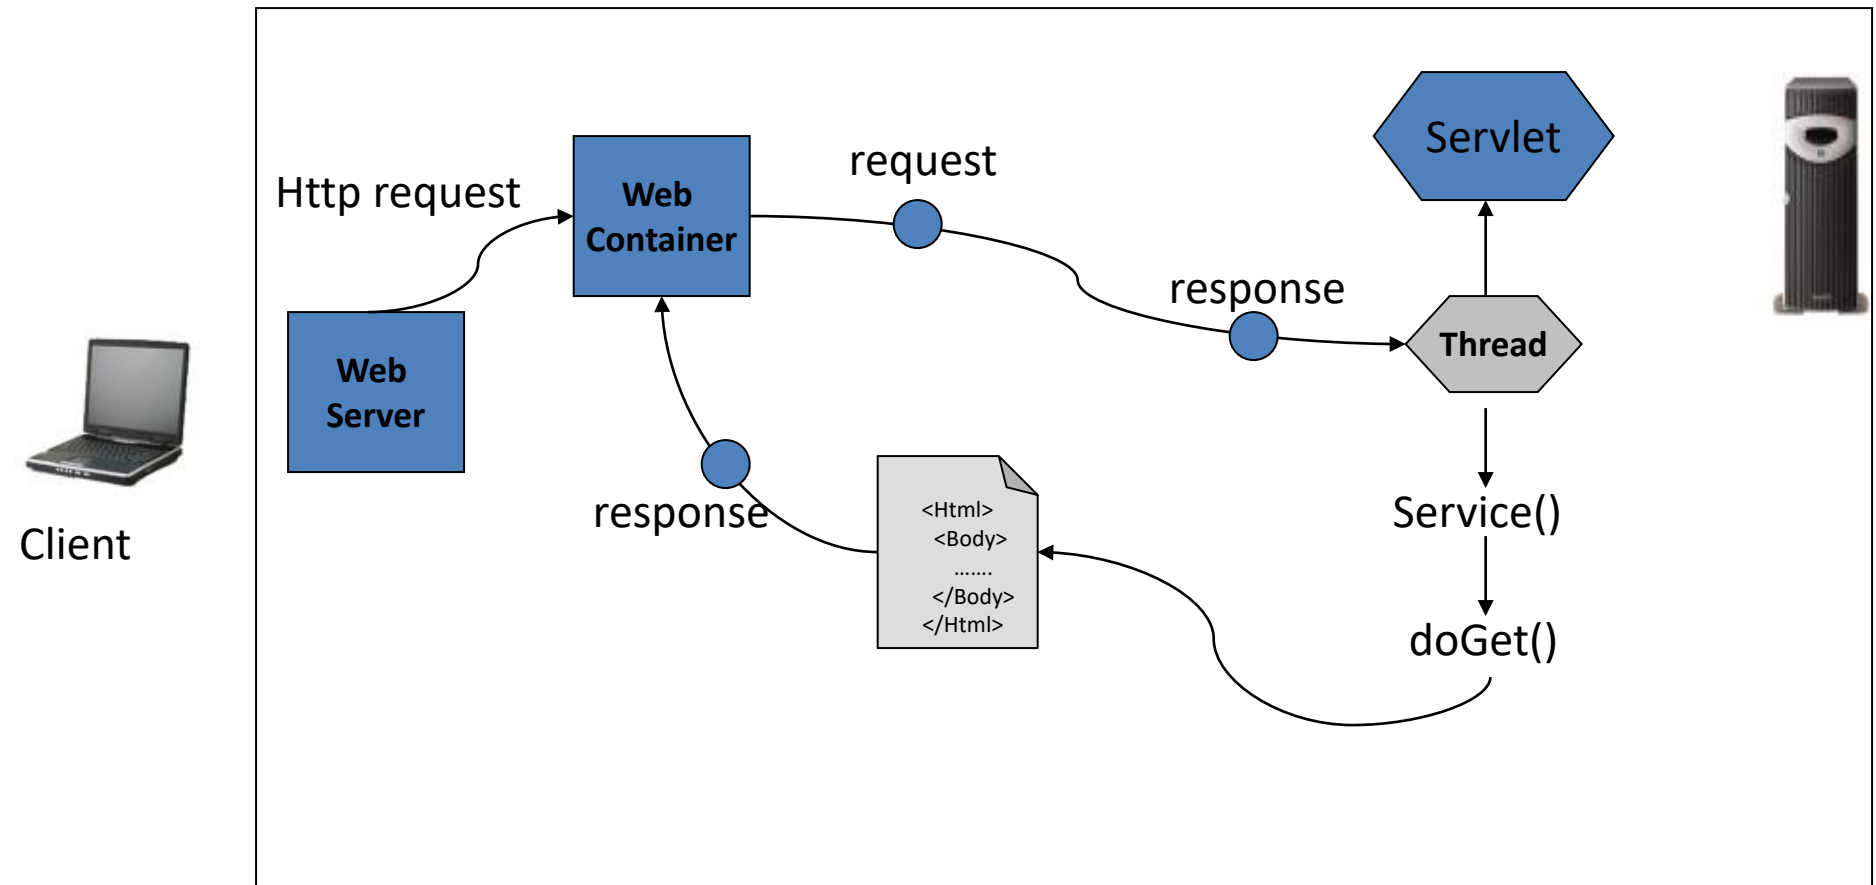 Servlet
request
Http request
Web
Container
response
Thread
Web
Server
response
<Html>
<Body>
.......
</Body>
</Html>
Service()
Client
doGet()